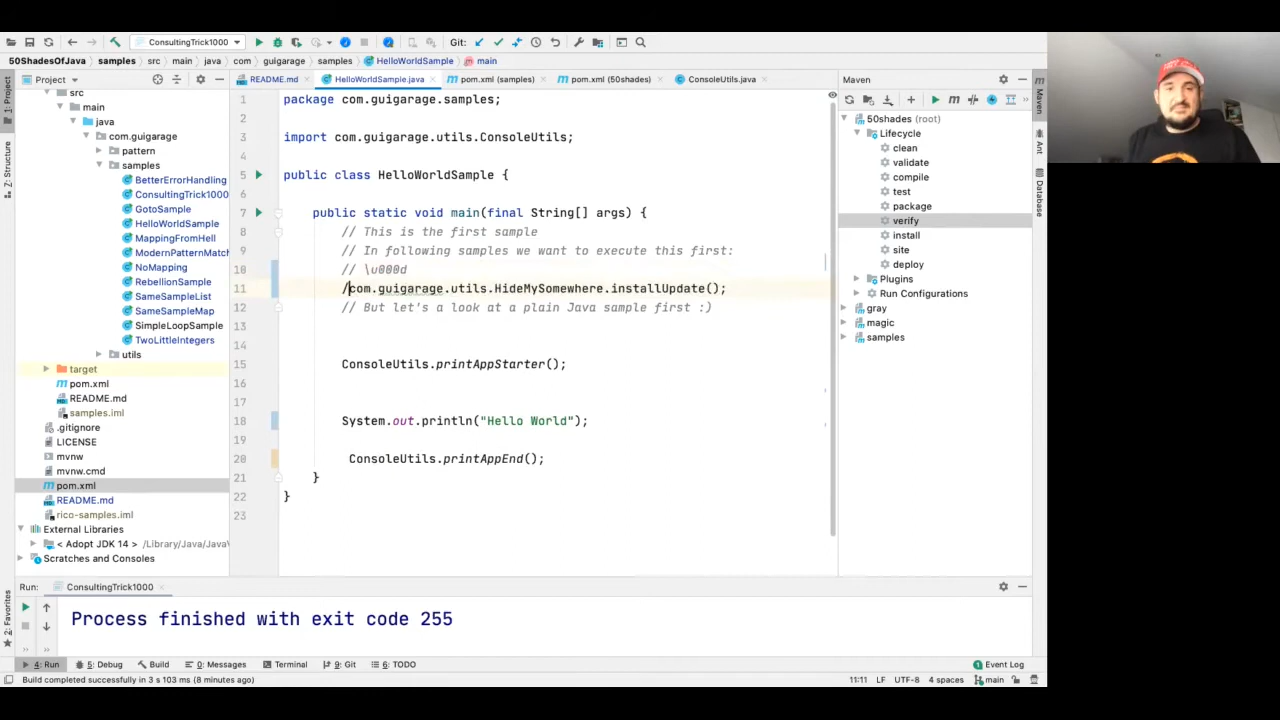 ConsultingTrick1000
Git:
50ShadesOfJava
samples
src
main
java
com
guigarage
samples
HelloWorldSample
main
Project
README.md
HelloWorldSample.java
pom.xml (samples)
pom.xml (50shades)
ConsoleUtils.java
Maven
1: Project
Z: Structure
2: Favorites
src
main
java
com.guigarage
pattern
samples
BetterErrorHandling
ConsultingTrick1000
GotoSample
HelloWorldSample
MappingFromHell
ModernPatternMatch
NoMapping
RebellionSample
SameSampleList
SameSampleMap
SimpleLoopSample
TwoLittleIntegers
utils
target
pom.xml
README.md
samples.iml
.gitignore
LICENSE
mvnw
mvnw.cmd
pom.xml
README.md
rico-samples.iml
External Libraries
< Adopt JDK 14 > /Library/Java/Java
Scratches and Consoles
1 package com.guigarage.samples;
2
3 import com.guigarage.utils.ConsoleUtils;
4
5 public class HelloWorldSample {
6
7 public static void main(final String[] args) {
8 // This is the first sample
9 // In following samples we want to execute this first:
10 // \u000d
11 /com.guigarage.utils.HideMySomewhere.installUpdate();
12 // But let's a look at a plain Java sample first :)
13
14
15 ConsoleUtils.printAppStarter();
16
17
18 System.out.println("Hello World");
19
20 ConsoleUtils.printAppEnd();
21 }
22 }
23
50shades (root)
Lifecycle
clean
validate
compile
test
package
verify
install
site
deploy
Plugins
Run Configurations
gray
magic
samples
Maven
Ant
Database
Run:
ConsultingTrick1000
Process finished with exit code 255
4: Run
5: Debug
Build
0: Messages
Terminal
9: Git
6: TODO
1 Event Log
Build completed successfully in 3 s 103 ms (8 minutes ago)
11:11
LF
UTF-8
4 spaces
main